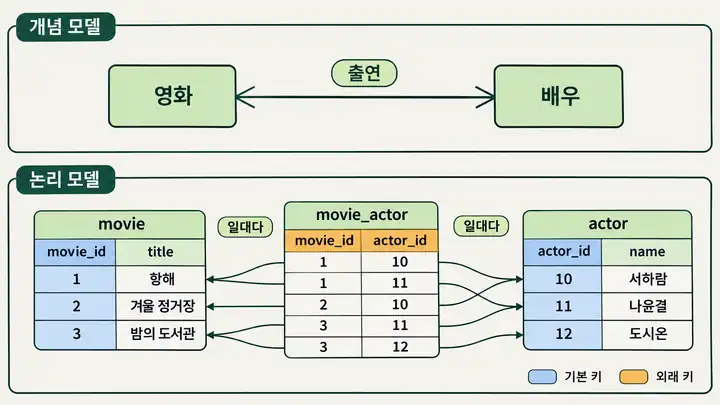 개념 모델
영화
출연
배우
논리 모델
movie
movie_id title
1 항해
2 겨울 정거장
3 밤의 도서관
일대다
movie_actor
movie_id actor_id
1 10
1 11
2 10
3 11
3 12
일대다
actor
actor_id name
10 서하람
11 나윤결
12 도시온
기본 키
외래 키